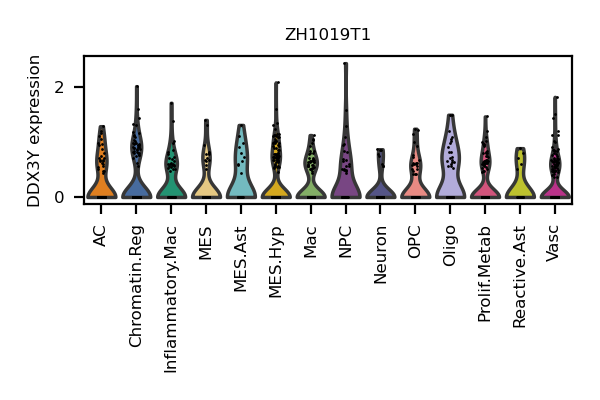 ZH1019T1
DDX3Y expression
2
0
AC
Chromatin.Reg
Inflammatory.Mac
MES
MES.Ast
MES.Hyp
Mac
NPC
Neuron
OPC
Oligo
Prolif.Metab
Reactive.Ast
Vasc